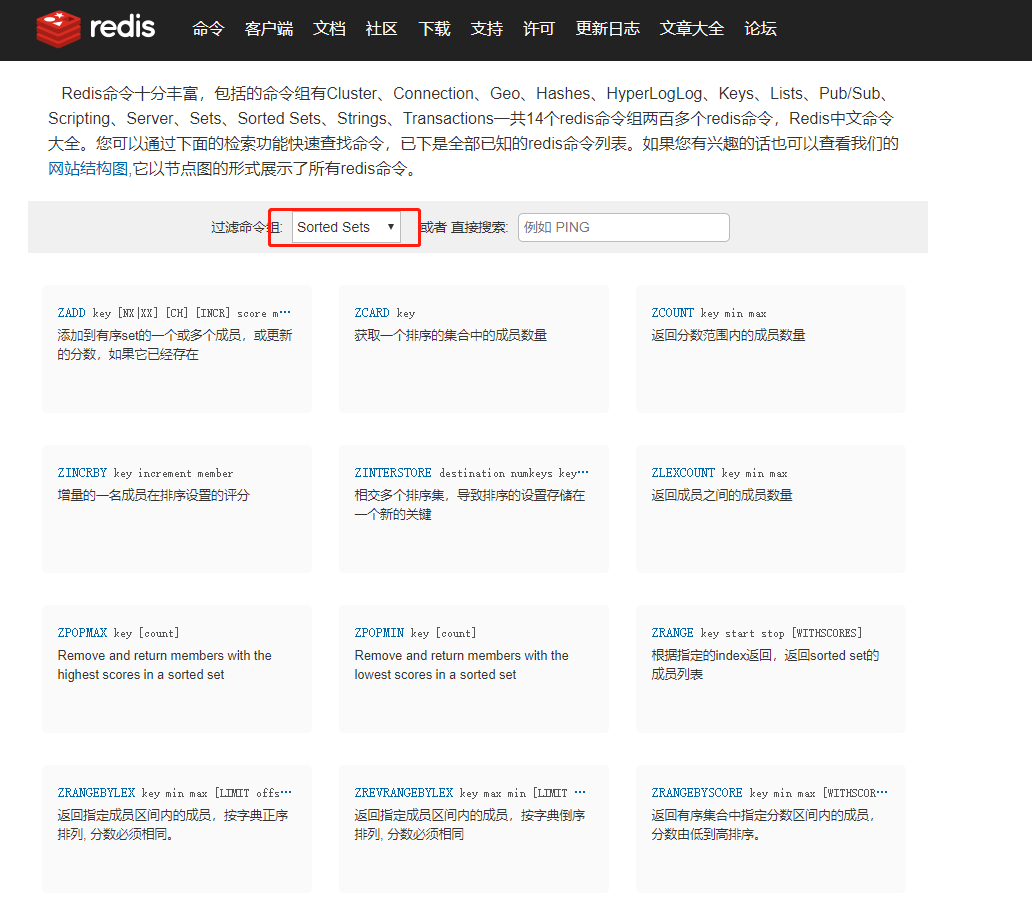 redis 命令 客户端 文档 社区 下载 支持 许可 更新日志 文章大全 论坛
Redis命令十分丰富，包括的命令组有Cluster、Connection、Geo、Hashes、HyperLogLog、Keys、Lists、Pub/Sub、
Scripting、Server、Sets、Sorted Sets、Strings、Transactions一共14个redis命令组两百多个redis命令，Redis中文命令
大全。您可以通过下面的检索功能快速查找命令，已下是全部已知的redis命令列表。如果您有兴趣的话也可以查看我们的
网站结构图,它以节点图的形式展示了所有redis命令。
过滤命令组: Sorted Sets ▼ 或者 直接搜索: 例如 PING
ZADD key [NX|XX] [CH] [INCR] score m···
添加到有序set的一个或多个成员，或更新
的分数，如果它已经存在
ZCARD key
获取一个排序的集合中的成员数量
ZCOUNT key min max
返回分数范围内的成员数量
ZINCRBY key increment member
增量的一名成员在排序设置的评分
ZINTERSTORE destination numkeys key···
相交多个排序集，导致排序的设置存储在
一个新的关键
ZLEXCOUNT key min max
返回成员之间的成员数量
ZPOPMAX key [count]
Remove and return members with the
highest scores in a sorted set
ZPOPMIN key [count]
Remove and return members with the
lowest scores in a sorted set
ZRANGE key start stop [WITHSCORES]
根据指定的index返回，返回sorted set的
成员列表
ZRANGEBYLEX key min max [LIMIT offs···
返回指定成员区间内的成员，按字典正序
排列, 分数必须相同。
ZREVRANGEBYLEX key max min [LIMIT ···
返回指定成员区间内的成员，按字典倒序
排列, 分数必须相同
ZRANGEBYSCORE key min max [WITHSCOR···
返回有序集合中指定分数区间内的成员，
分数由低到高排序。